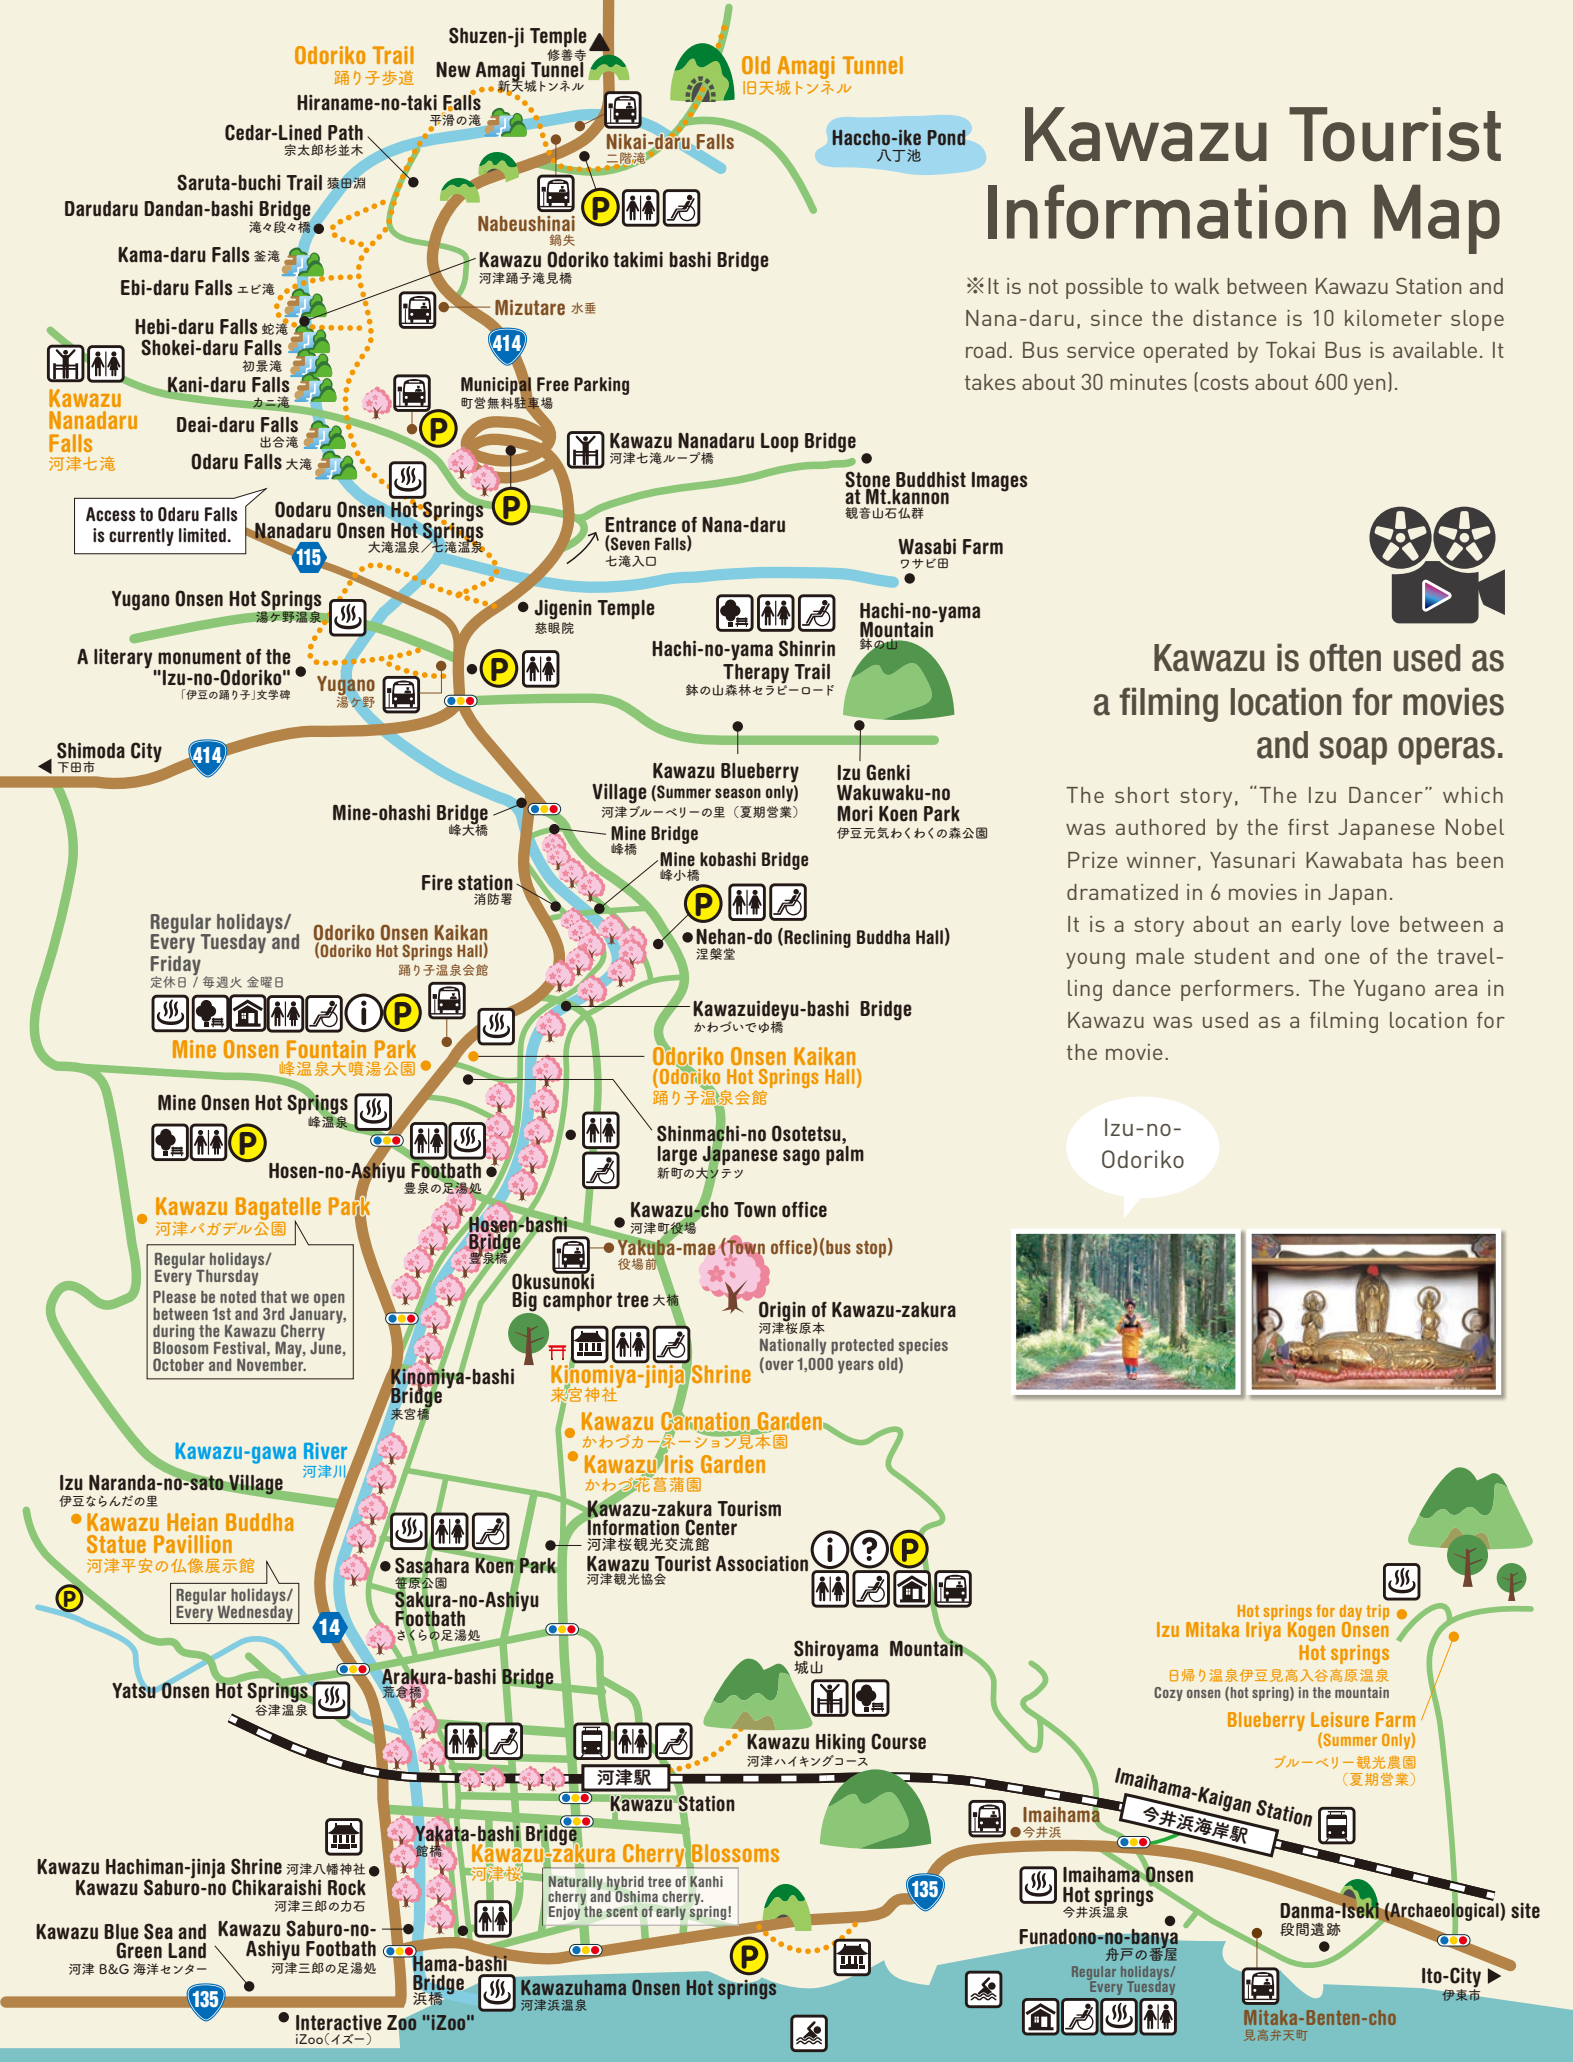 Kawazu Tourist
Information Map
※It is not possible to walk between Kawazu Station and
Nana-daru, since the distance is 10 kilometer slope
road. Bus service operated by Tokai Bus is available. It
takes about 30 minutes (costs about 600 yen).
Shuzen-ji Temple
修善寺
Odoriko Trail
踊り子歩道
New Amagi Tunnel
新天城トンネル
Old Amagi Tunnel
旧天城トンネル
Hiraname-no-taki Falls
平滑の滝
Cedar-Lined Path
宗太郎杉並木
Nikai-daru Falls
二階滝
Haccho-ike Pond
八丁池
Saruta-buchi Trail 猿田淵
Darudaru Dandan-bashi Bridge
滝々段々橋
P
Nabeushinai
鍋失
Kama-daru Falls 釜滝
Kawazu Odoriko takimi bashi Bridge
河津踊子滝見橋
Ebi-daru Falls エビ滝
Mizutare 水垂
Hebi-daru Falls 蛇滝
414
Shokei-daru Falls
初景滝
Kani-daru Falls
カニ滝
Municipal Free Parking
町営無料駐車場
Kawazu
Nanadaru
Falls
河津七滝
Deai-daru Falls
出合滝
P
Odaru Falls 大滝
Kawazu Nanadaru Loop Bridge
河津七滝ループ橋
Stone Buddhist Images
at Mt.kannon
観音山石仏群
Access to Odaru Falls
is currently limited.
Oodaru Onsen Hot Springs
Nanadaru Onsen Hot Springs
大滝温泉／七滝温泉
P
Entrance of Nana-daru
(Seven Falls)
七滝入口
115
Wasabi Farm
ワサビ田
Yugano Onsen Hot Springs
湯ケ野温泉
Jigenin Temple
慈眼院
Hachi-no-yama
Mountain
鉢の山
Hachi-no-yama Shinrin
Therapy Trail
鉢の山森林セラピーロード
A literary monument of the
"Izu-no-Odoriko"
「伊豆の踊り子」文学碑
Yugano
湯ケ野
P
Shimoda City
下田市
414
Kawazu Blueberry
Village (Summer season only)
河津ブルーベリーの里（夏期営業）
Izu Genki
Wakuwaku-no
Mori Koen Park
伊豆元気わくわくの森公園
Kawazu is often used as
a filming location for movies
and soap operas.
The short story, “The Izu Dancer” which
was authored by the first Japanese Nobel
Prize winner, Yasunari Kawabata has been
dramatized in 6 movies in Japan.
It is a story about an early love between a
young male student and one of the travel-
ling dance performers. The Yugano area in
Kawazu was used as a filming location for
the movie.
Izu-no-
Odoriko
Mine-ohashi Bridge
峰大橋
Mine Bridge
峰橋
Mine kobashi Bridge
峰小橋
Fire station
消防署
P
Nehan-do (Reclining Buddha Hall)
涅槃堂
Regular holidays/
Every Tuesday and
Friday
定休日 / 毎週火 金曜日
Odoriko Onsen Kaikan
(Odoriko Hot Springs Hall)
踊り子温泉会館
i P
Kawazuideyu-bashi Bridge
かわづいでゆ橋
Mine Onsen Fountain Park
峰温泉大噴湯公園
Odoriko Onsen Kaikan
(Odoriko Hot Springs Hall)
踊り子温泉会館
Mine Onsen Hot Springs
峰温泉
P
Shinmachi-no Osotetsu,
large Japanese sago palm
新町の大ソテツ
Hosen-no-Ashiyu Footbath
豊泉の足湯処
Kawazu Bagatelle Park
河津バガデル公園
Regular holidays/
Every Thursday
Please be noted that we open
between 1st and 3rd January,
during the Kawazu Cherry
Bloosom Festival, May, June,
October and November.
Hosen-bashi
Bridge
豊泉橋
Kawazu-cho Town office
河津町役場
Yakuba-mae (Town office)(bus stop)
役場前
Okusunoki
Big camphor tree 大楠
Origin of Kawazu-zakura
河津桜原木
Nationally protected species
(over 1,000 years old)
Kinomiya-bashi
Bridge
来宮橋
Kinomiya-jinja Shrine
来宮神社
Kawazu Carnation Garden
かわづカーネーション見本園
Kawazu Iris Garden
かわづ花菖蒲園
Kawazu-gawa River
河津川
Izu Naranda-no-sato Village
伊豆ならんだの里
Kawazu Heian Buddha
Statue Pavillion
河津平安の仏像展示館
Regular holidays/
Every Wednesday
P
14
Kawazu-zakura Tourism
Information Center
河津桜観光交流館
Kawazu Tourist Association
河津観光協会
i ? P
Sasahara Koen Park
笹原公園
Sakura-no-Ashiyu
Footbath
さくらの足湯処
Shiroyama Mountain
城山
Arakura-bashi Bridge
荒倉橋
Yatsu Onsen Hot Springs
谷津温泉
Kawazu Hiking Course
河津ハイキングコース
河津駅
Kawazu Station
Hot springs for day trip
Izu Mitaka Iriya Kogen Onsen
Hot springs
日帰り温泉伊豆見高入谷高原温泉
Cozy onsen (hot spring) in the mountain
Blueberry Leisure Farm
(Summer Only)
ブルーベリー観光農園
（夏期営業）
Imaihama-Kaigan Station
今井浜海岸駅
Imaihama
今井浜
Yakata-bashi Bridge
館橋
Kawazu-zakura Cherry Blossoms
河津桜
Naturally hybrid tree of Kanhi
cherry and Oshima cherry.
Enjoy the scent of early spring!
Kawazu Hachiman-jinja Shrine 河津八幡神社
Kawazu Saburo-no Chikaraishi Rock
河津三郎の力石
135
Imaihama Onsen
Hot springs
今井浜温泉
Danma-Iseki (Archaeological) site
段間遺跡
Kawazu Blue Sea and
Green Land
河津 B&G 海洋センター
Kawazu Saburo-no-
Ashiyu Footbath
河津三郎の足湯処
Funadono-no-banya
舟戸の番屋
Regular holidays/
Every Tuesday
Hama-bashi
Bridge
浜橋
P
Kawazuhama Onsen Hot springs
河津浜温泉
Ito-City
伊東市
135
Interactive Zoo "iZoo"
iZoo（イズー）
Mitaka-Benten-cho
見高弁天町